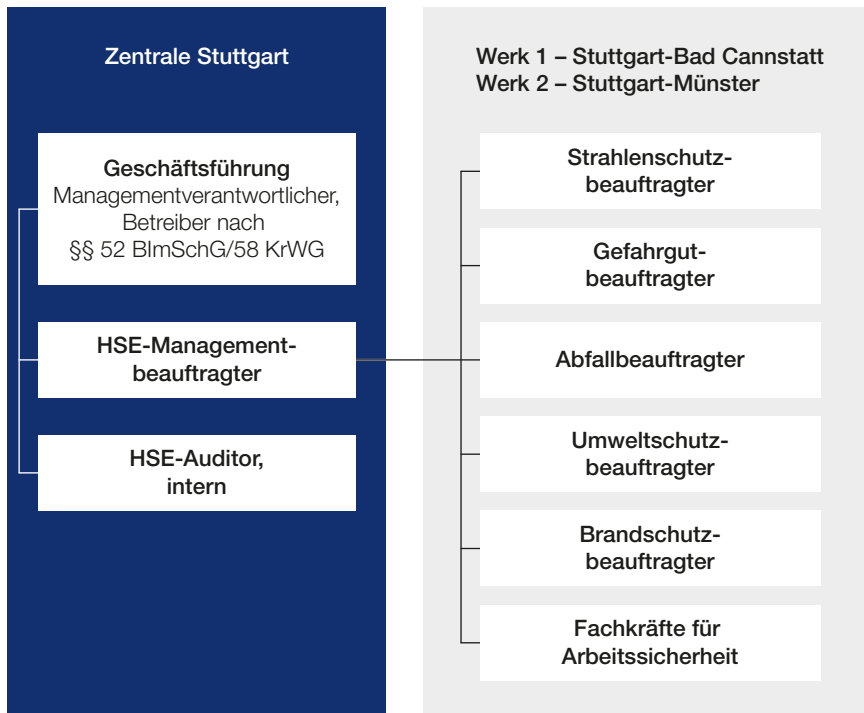 Zentrale Stuttgart
Geschäftsführung
Managementverantwortlicher,
Betreiber nach
§§ 52 BImSchG/58 KrWG
HSE-Management-
beauftragter
HSE-Auditor,
intern
Werk 1 – Stuttgart-Bad Cannstatt
Werk 2 – Stuttgart-Münster
Strahlenschutz-
beauftragter
Gefahrgut-
beauftragter
Abfallbeauftragter
Umweltschutz-
beauftragter
Brandschutz-
beauftragter
Fachkräfte für
Arbeitssicherheit